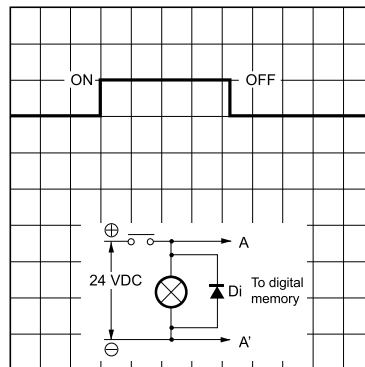 ON OFF
⊕
A
24 VDC
Di
To digital
memory
⊖
A'